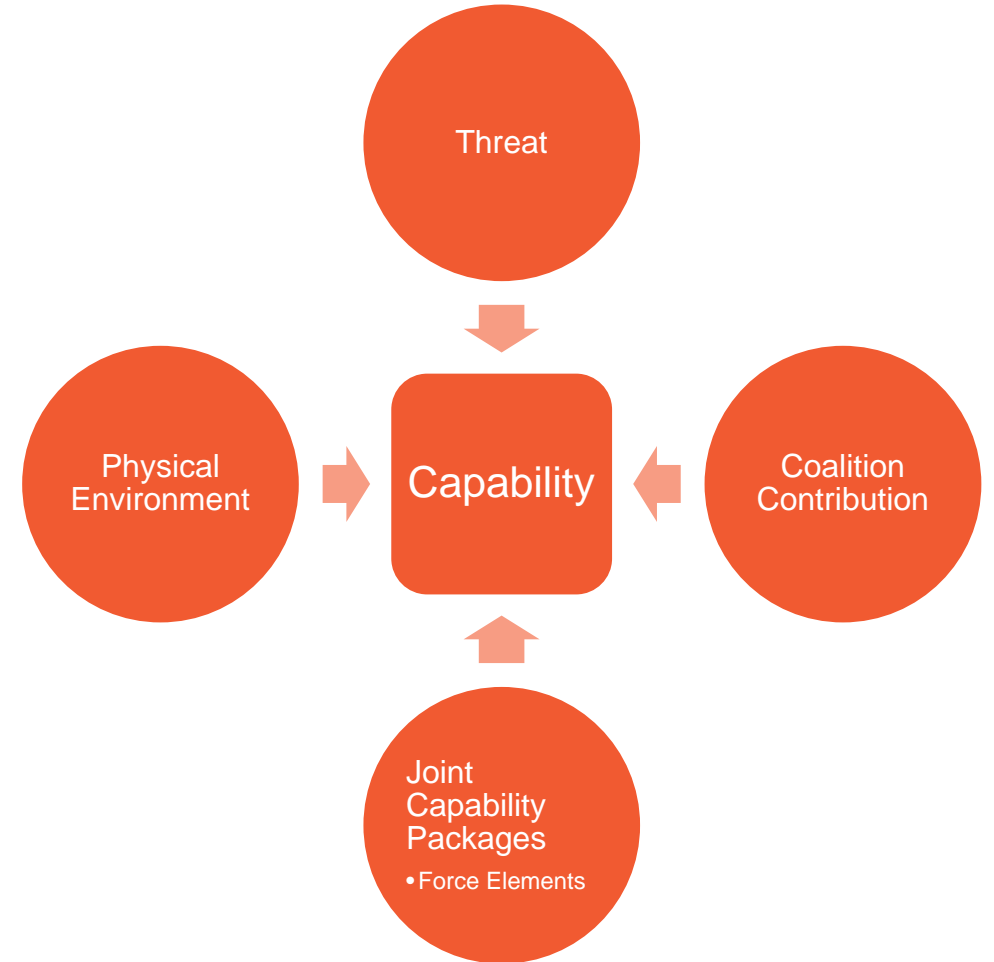 Threat
Physical
Environment
Capability
Coalition
Contribution
Joint
Capability
Packages
•Force Elements